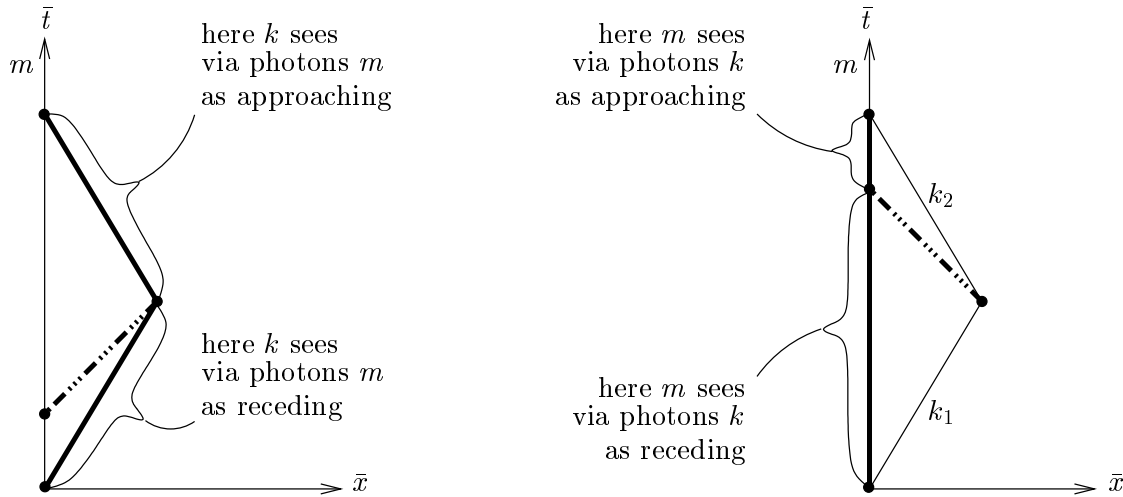 t̄
m
here k sees
via photons m
as approaching
here k sees
via photons m
as receding
x̄
t̄
m
here m sees
via photons k
as approaching
k₂
here m sees
via photons k
as receding
k₁
x̄